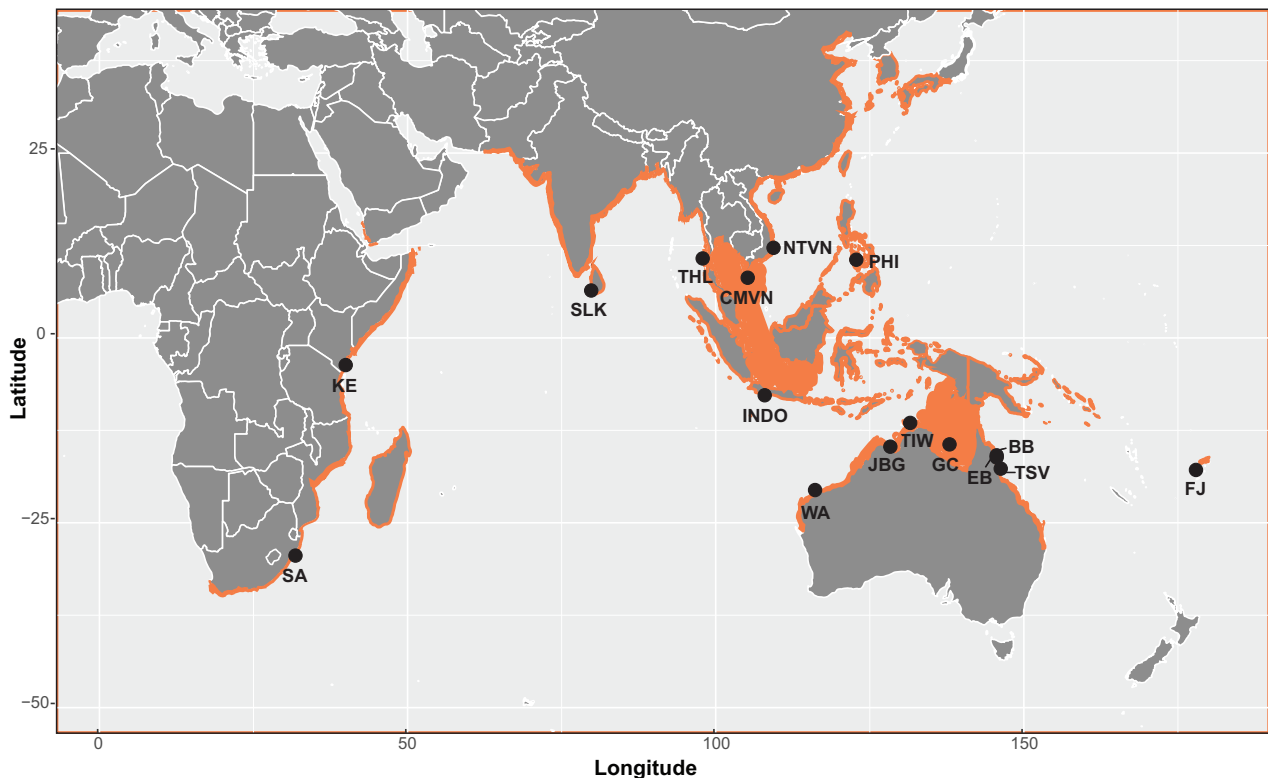 25
NTVN
THL
PHI
CMVN
SLK
0
KE
INDO
TIW
BB
JBG
GC
EB
TSV
FJ
WA
−25
SA
−50
0
50
100
150
Longitude
Latitude